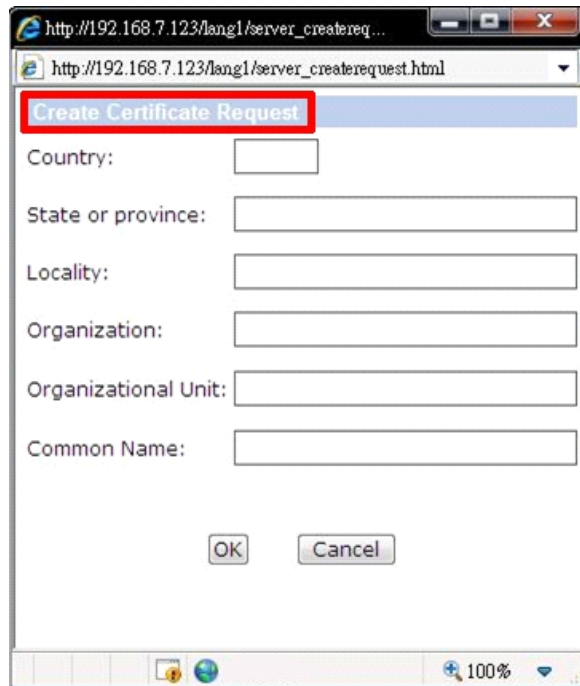 http://192.168.7.123/lang1/server_createreq...
http://192.168.7.123/lang1/server_createrequest.html
Create Certificate Request
Country:
State or province:
Locality:
Organization:
Organizational Unit:
Common Name:
OK Cancel
100%